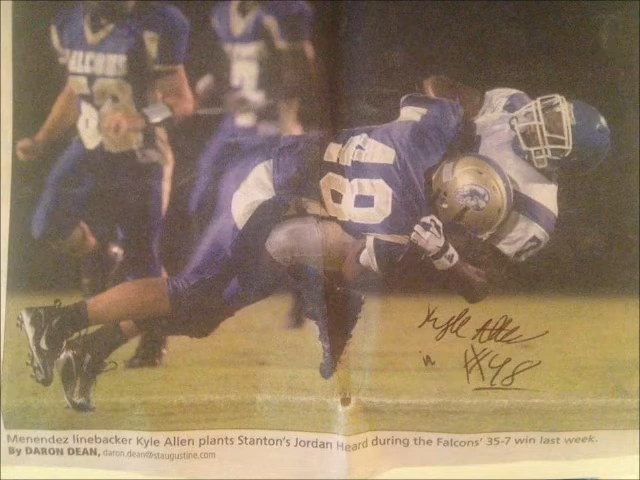 FALCONS
48
Kyle Allen
in #48
Menendez linebacker Kyle Allen plants Stanton's Jordan Heard during the Falcons' 35-7 win last week.
By DARON DEAN, daron.dean@staugustine.com